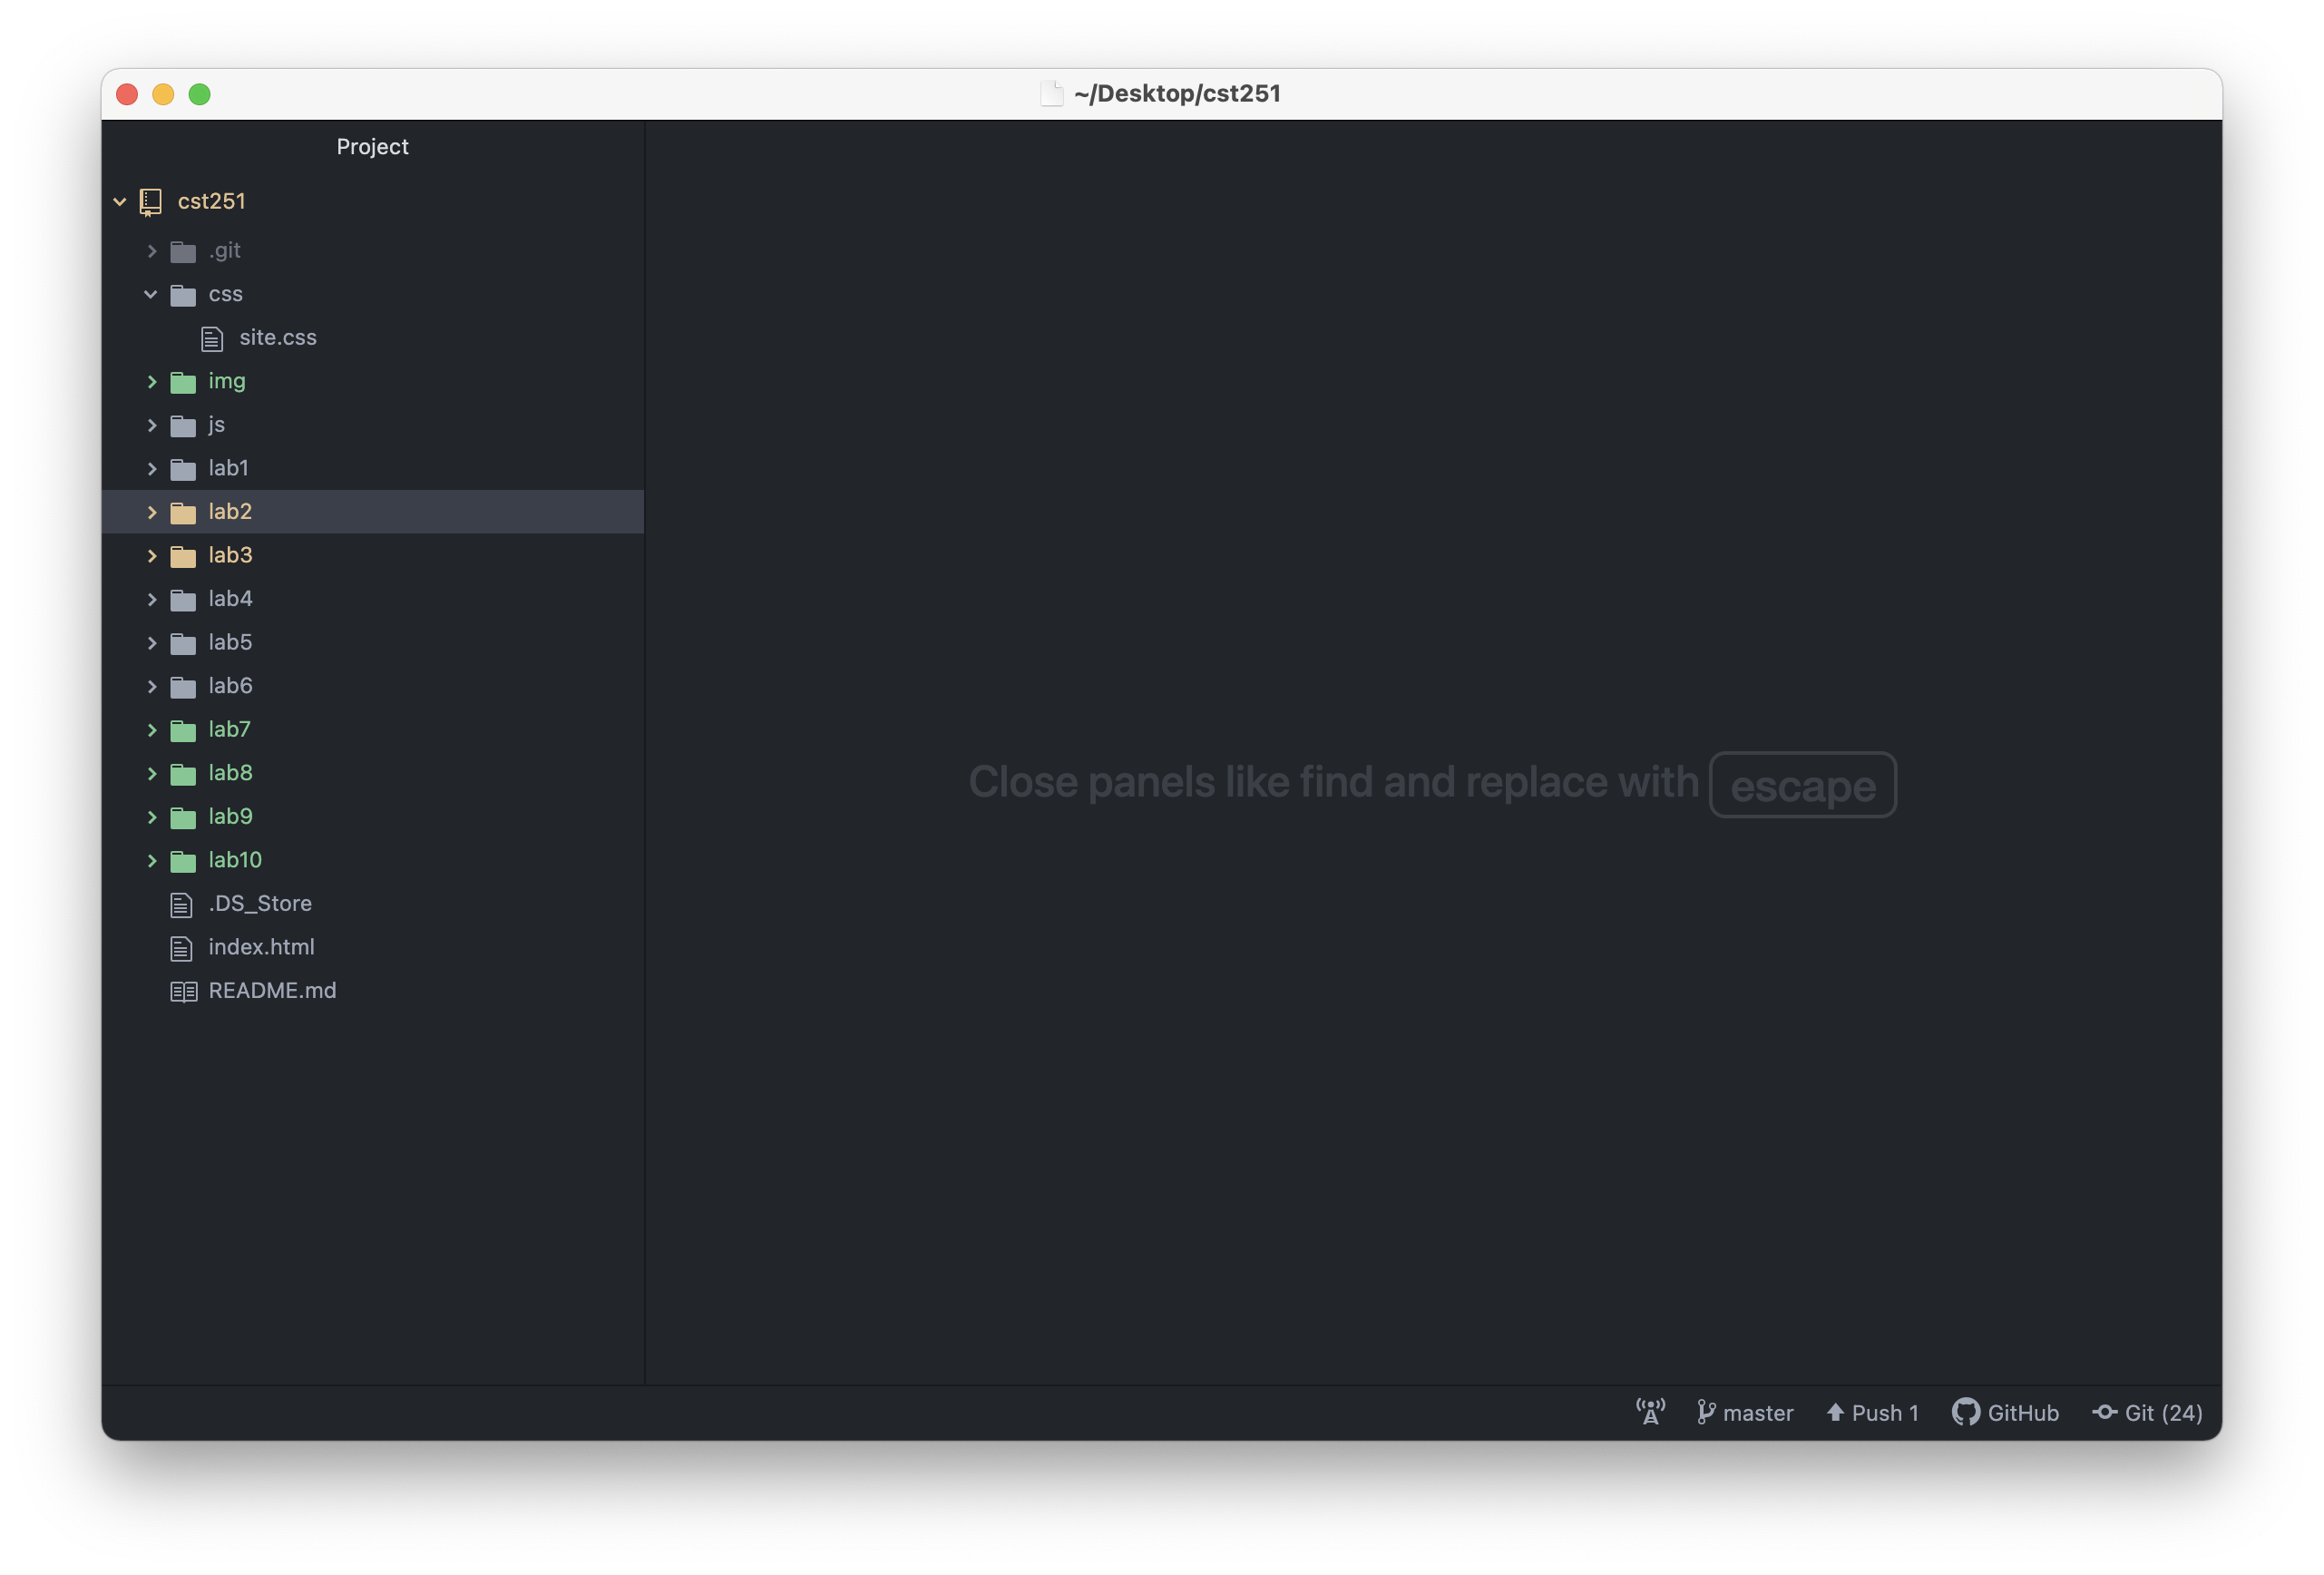 ~/Desktop/cst251
Project
cst251
.git
css
site.css
img
js
lab1
lab2
lab3
lab4
lab5
lab6
lab7
lab8
lab9
lab10
.DS_Store
index.html
README.md
Close panels like find and replace with escape
master Push 1 GitHub Git (24)